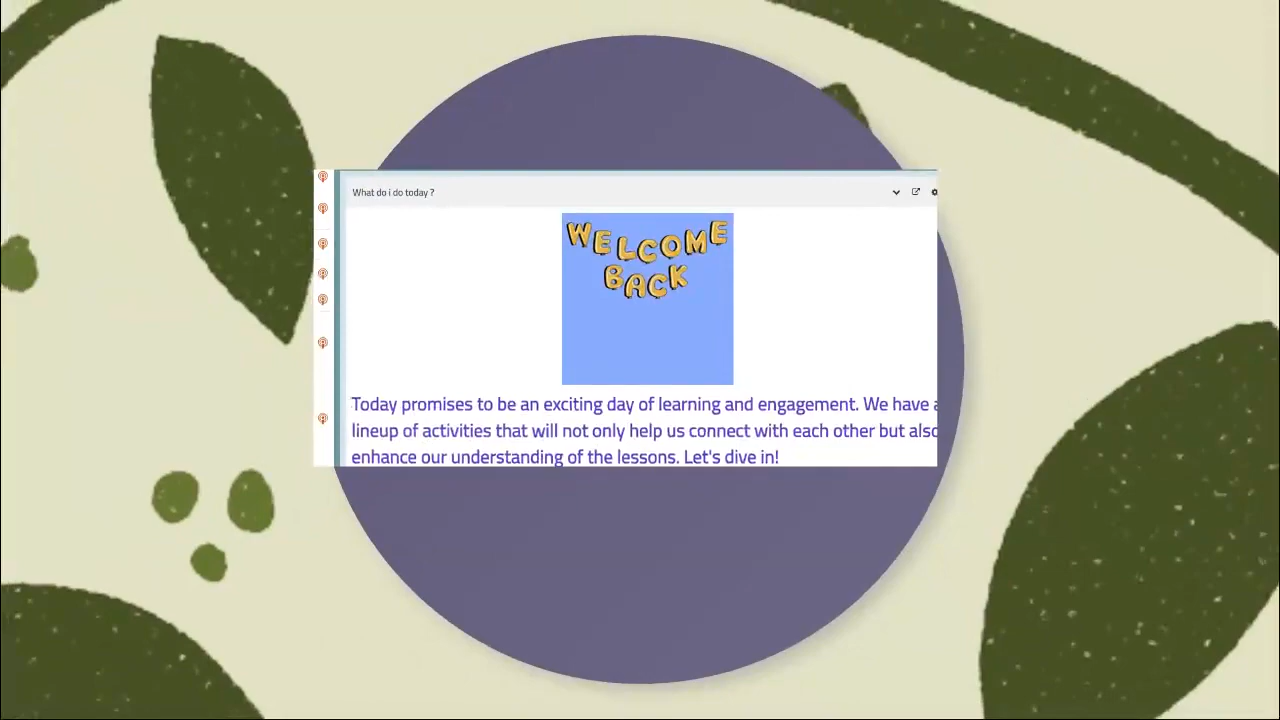 What do i do today ?
WELCOME
BACK
Today promises to be an exciting day of learning and engagement. We have
lineup of activities that will not only help us connect with each other but also
enhance our understanding of the lessons. Let's dive in!